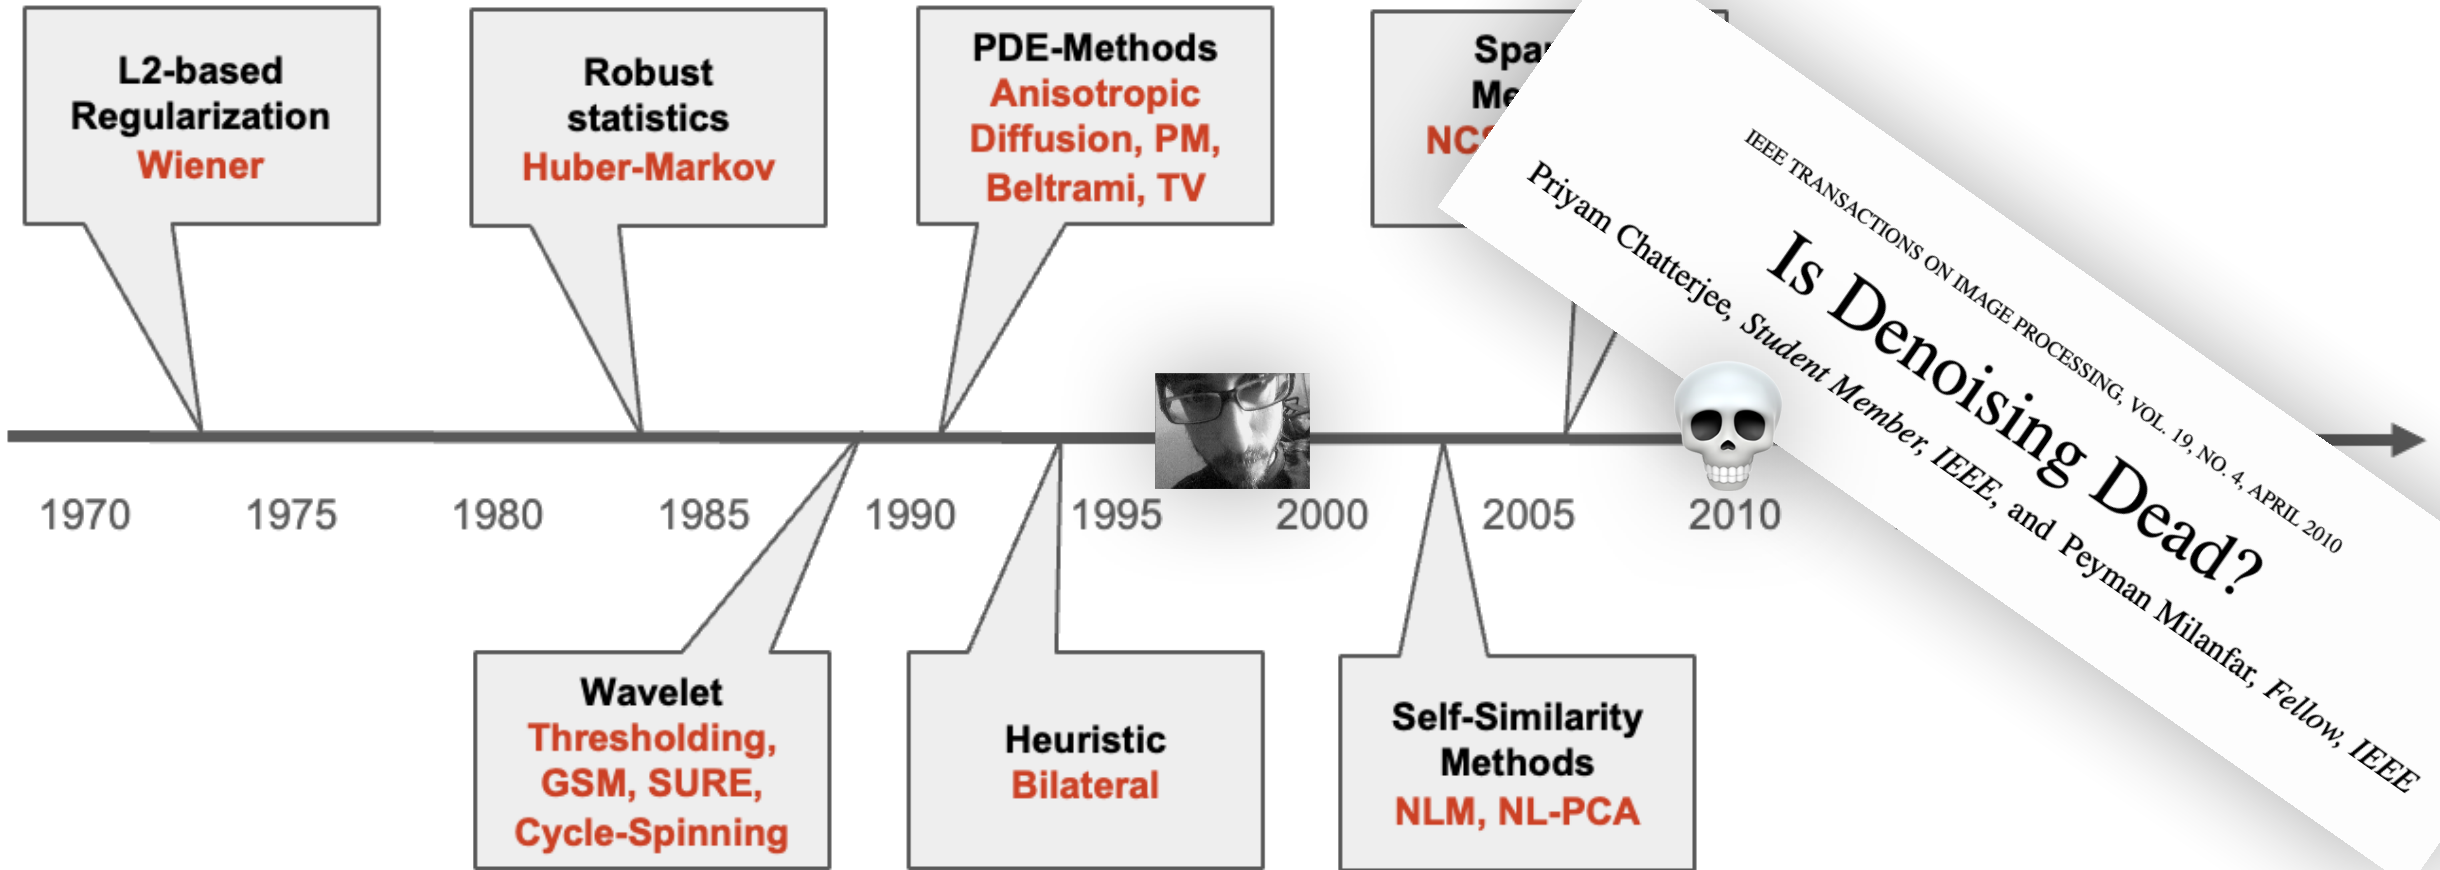 L2-based
Regularization
Wiener
Robust
statistics
Huber-Markov
PDE-Methods
Anisotropic
Diffusion, PM,
Beltrami, TV
IEEE TRANSACTIONS ON IMAGE PROCESSING, VOL. 19, NO. 4, APRIL 2010
Is Denoising Dead?
Priyam Chatterjee, Student Member, IEEE, and Peyman Milanfar, Fellow, IEEE
1970 1975 1980 1985 1990 1995 2000 2005 2010
Wavelet
Thresholding,
GSM, SURE,
Cycle-Spinning
Heuristic
Bilateral
Self-Similarity
Methods
NLM, NL-PCA